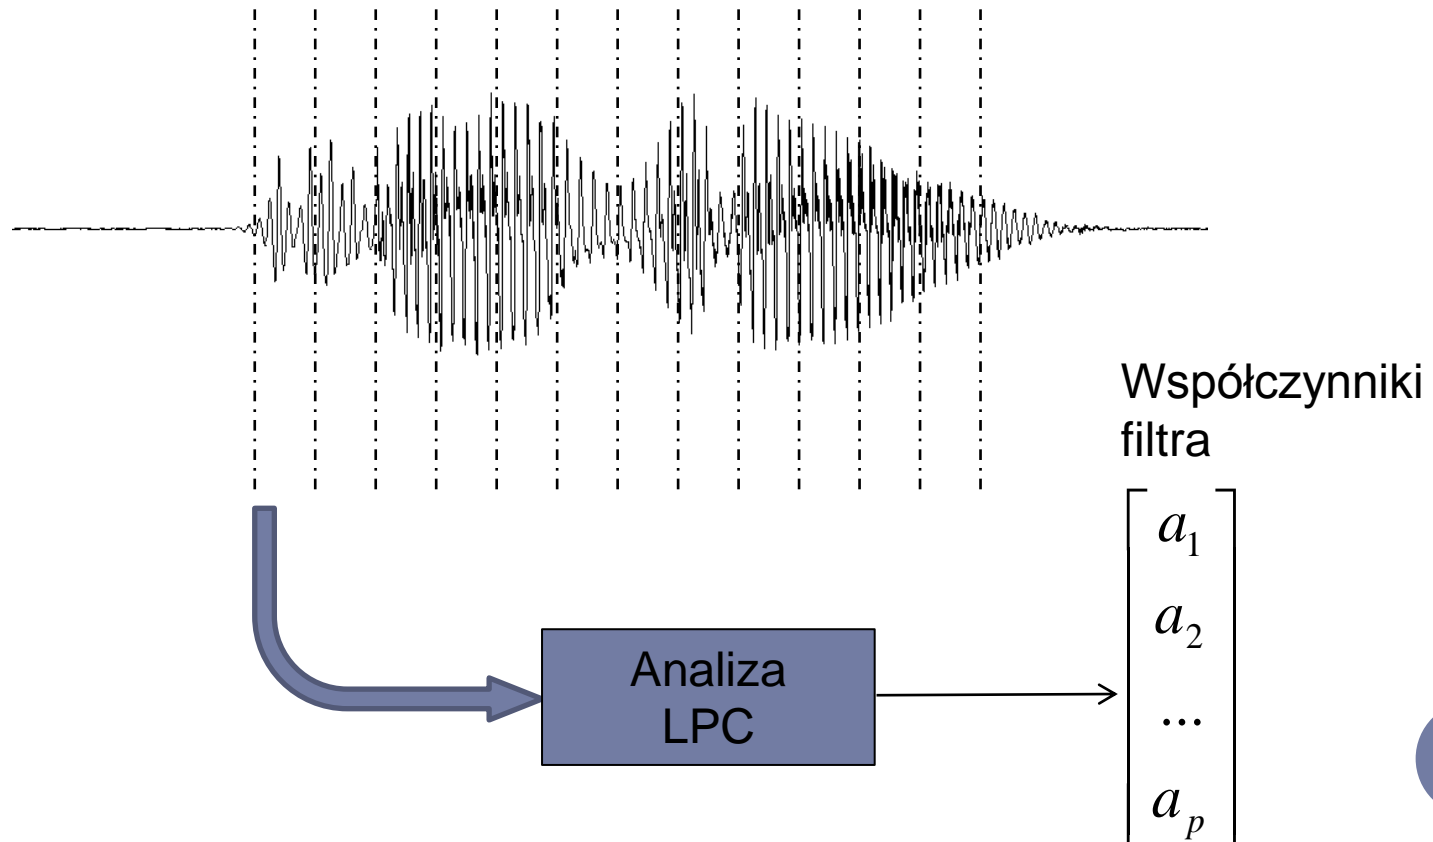 Współczynniki
filtra
a₁
a₂
...
aₚ
Analiza
LPC